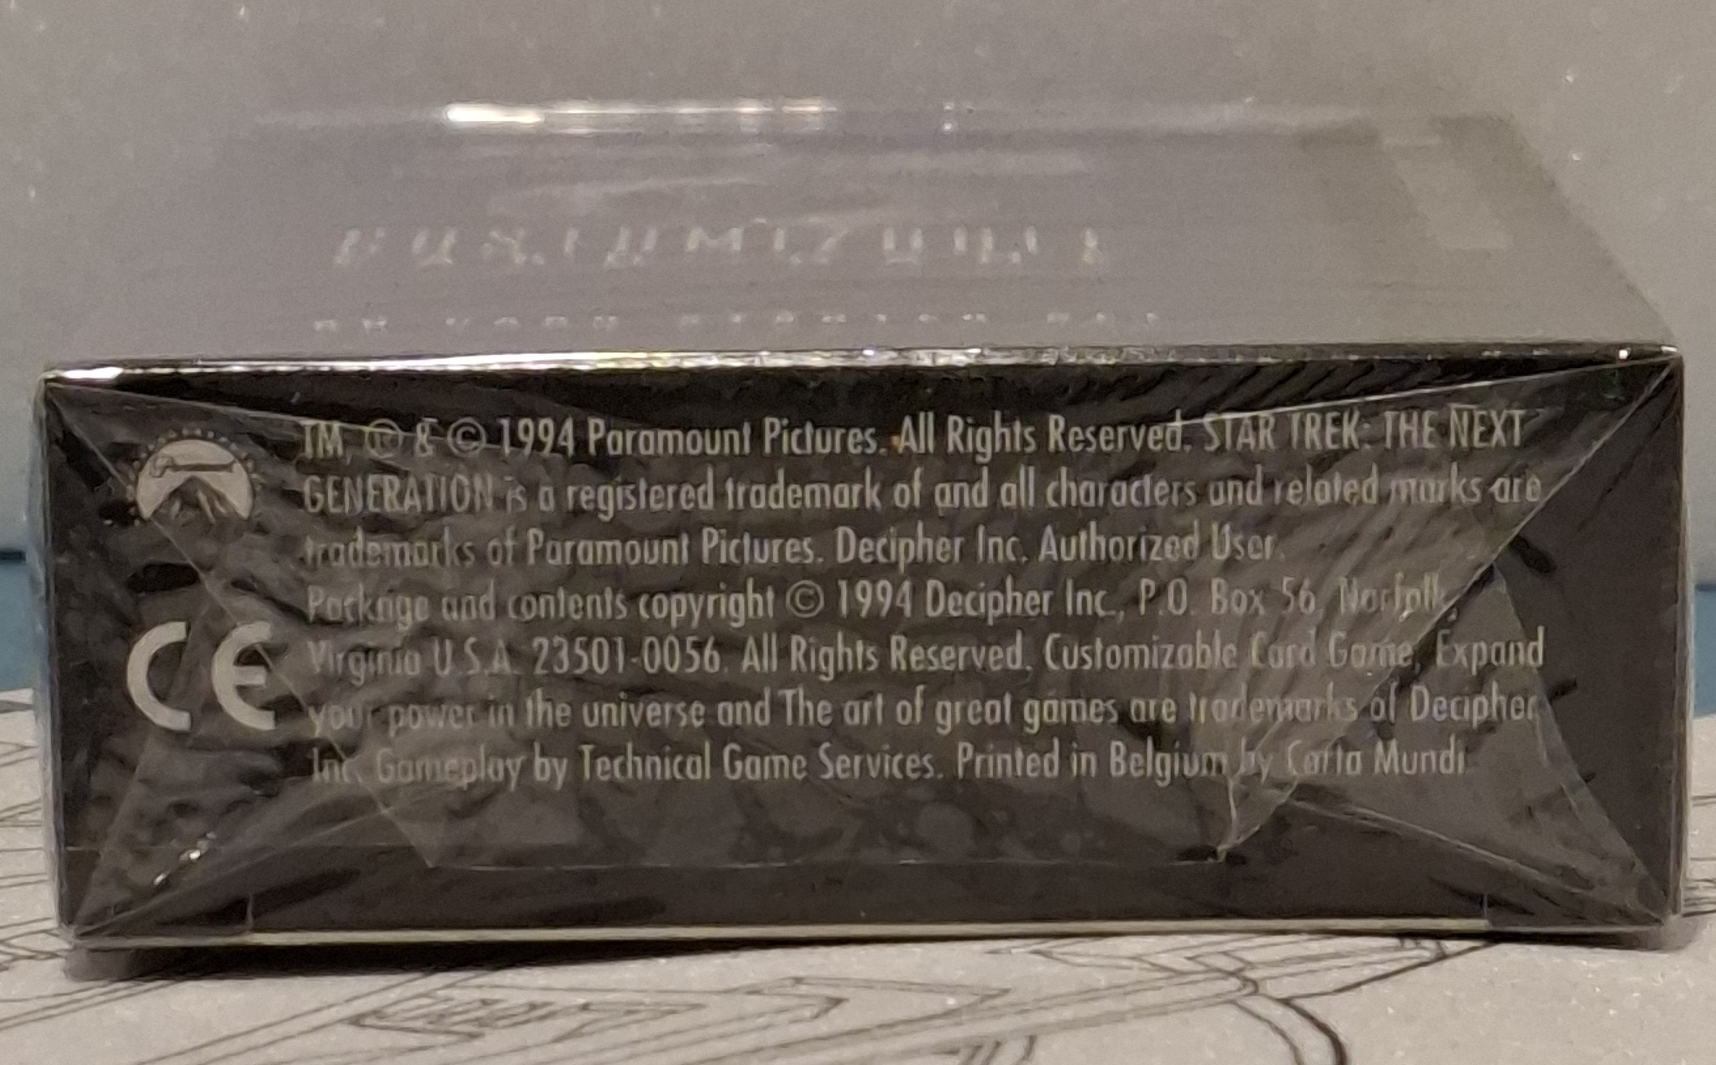 Paramount
TM, ® & © 1994 Paramount Pictures. All Rights Reserved. STAR TREK: THE NEXT
GENERATION is a registered trademark of and all characters and related marks are
trademarks of Paramount Pictures. Decipher Inc. Authorized User.
Package and contents copyright © 1994 Decipher Inc., P.O. Box 56, Norfolk,
CE
Virginia U.S.A. 23501-0056. All Rights Reserved. Customizable Card Game, Expand
your power in the universe and The art of great games are trademarks of Decipher
Inc. Gameplay by Technical Game Services. Printed in Belgium by Carta Mundi